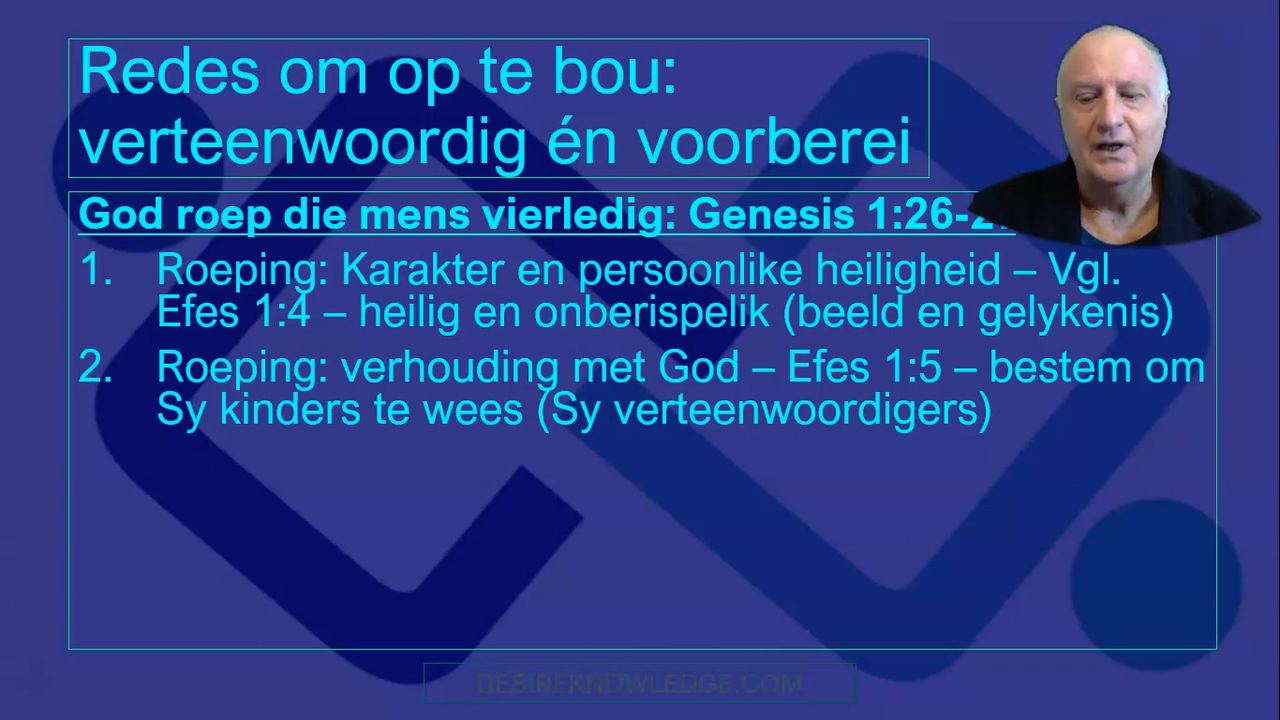 Redes om op te bou:
verteenwoordig én voorberei
God roep die mens vierledig: Genesis 1:26-2
1. Roeping: Karakter en persoonlike heiligheid – Vgl.
Efes 1:4 – heilig en onberispelik (beeld en gelykenis)
2. Roeping: verhouding met God – Efes 1:5 – bestem om
Sy kinders te wees (Sy verteenwoordigers)
DESIREKNOWLEDGE.COM